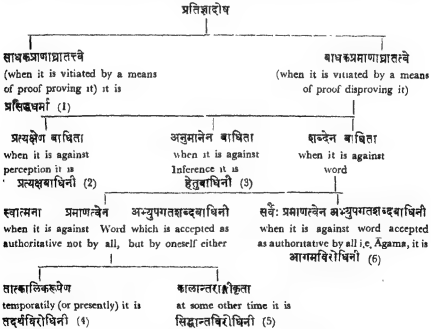 प्रतिज्ञादोष
साधकप्राणाघ्रातत्त्वे
(when it is vitiated by a means
of proof proving it) it is
प्रसिद्धधर्मा (1)
बाधकप्रमाणाघ्रातत्वे
(when it is vitiated by a means
of proof disproving it)
प्रत्यक्षेण बाधिता
when it is against
perception it is
प्रत्यक्षबाधिनी (2)
अनुमानेन बाधिता
when it is against
Inference it is
हेतुबाधिनी (3)
शब्देन बाधिता
when it is against
word
स्वात्मना प्रमाणत्वेन अभ्युपगतशब्दबाधिनी
when it is against Word which is accepted as
authoritative not by all, but by oneself either
सर्वैः प्रमाणत्वेन अभ्युपगतशब्दबाधिनी
when it is against word accepted
as authoritative by all i,e, Āgama, it is
आगमविरोधिनी
(6)
तात्कालिकरूपेण
temporatily (or presently) it is
तदर्थविरोधिनी (4)
at some other time it is
सिद्धान्तविरोधिनी (5)